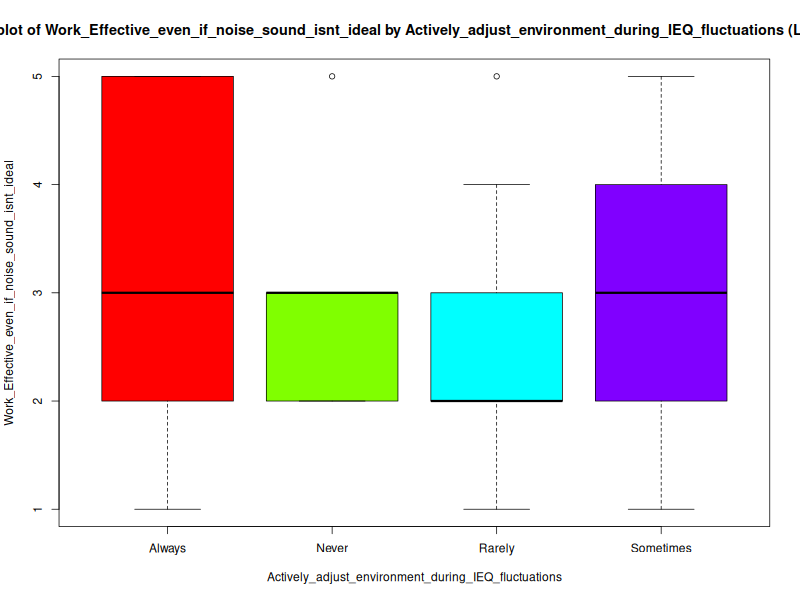 plot of Work_Effective_even_if_noise_sound_isnt_ideal by Actively_adjust_environment_during_IEQ_fluctuations (L
Work_Effective_even_if_noise_sound_isnt_ideal
5
4
3
2
1
Always Never Rarely Sometimes
Actively_adjust_environment_during_IEQ_fluctuations